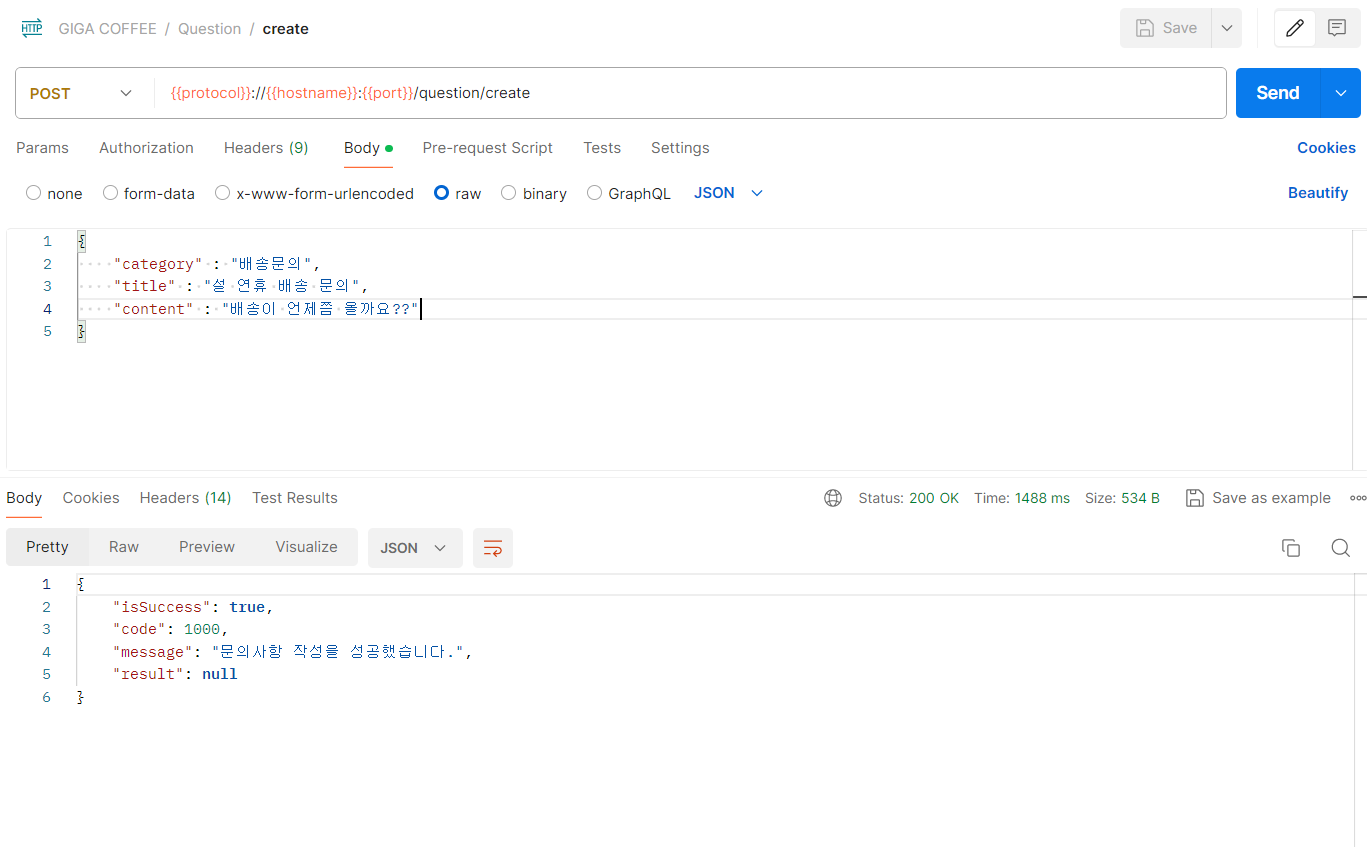 HTTP GIGA COFFEE / Question / create Save
POST {{protocol}}://{{hostname}}:{{port}}/question/create Send
Params Authorization Headers (9) Body Pre-request Script Tests Settings Cookies
none form-data x-www-form-urlencoded raw binary GraphQL JSON Beautify
1 {
2 ····"category"·:·"배송문의",
3 ····"title"·:·"설·연휴·배송·문의",
4 ····"content"·:·"배송이·언제쯤·올까요??"
5 }
Body Cookies Headers (14) Test Results Status: 200 OK Time: 1488 ms Size: 534 B Save as example
Pretty Raw Preview Visualize JSON
1 {
2 "isSuccess": true,
3 "code": 1000,
4 "message": "문의사항 작성을 성공했습니다.",
5 "result": null
6 }